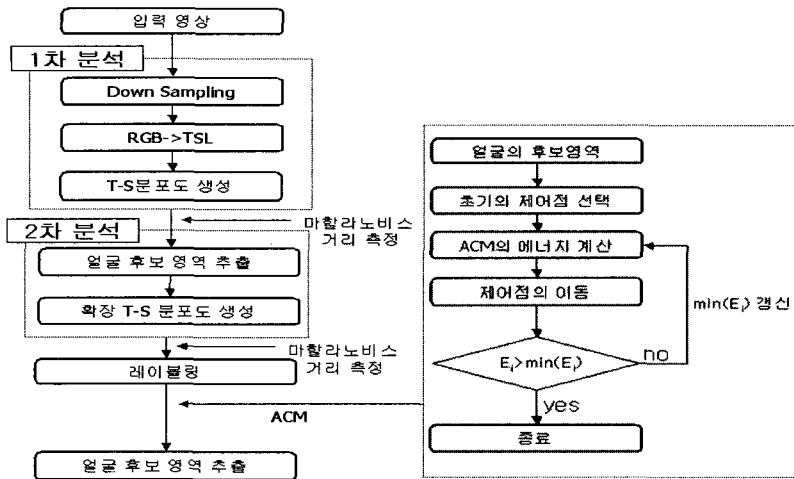 입력 영상
1차 분석
Down Sampling
RGB->TSL
T-S분포도 생성
마할라노비스
거리 측정
2차 분석
얼굴 후보 영역 추출
확장 T-S 분포도 생성
마할라노비스
거리 측정
레이블링
ACM
얼굴 후보 영역 추출
얼굴의 후보영역
초기의 제어점 선택
ACM의 에너지 계산
제어점의 이동
min(Eᵢ) 갱신
Eᵢ>min(Eᵢ)
no
yes
종료